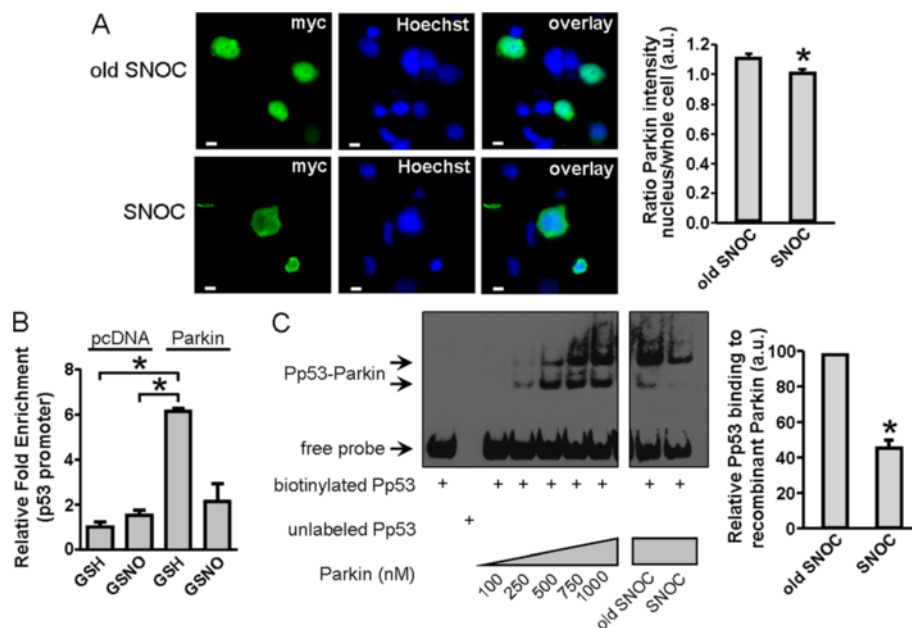 A
old SNOC
myc
Hoechst
overlay
SNOC
myc
Hoechst
overlay
Ratio Parkin intensity
nucleus/whole cell (a.u.)
1.2
1.0
0.8
0.6
0.4
0.2
0.0
*
old SNOC
SNOC
B
pcDNA
Parkin
Relative Fold Enrichment
(p53 promoter)
8
6
4
2
0
*
*
GSH
GSNO
GSH
GSNO
C
Pp53-Parkin
free probe
biotinylated Pp53
+ + + + + + + +
unlabeled Pp53
+
Parkin (nM)
100
250
500
750
1000
old SNOC
SNOC
Relative Pp53 binding to
recombinant Parkin (a.u.)
100
80
60
40
20
0
*
old SNOC
SNOC